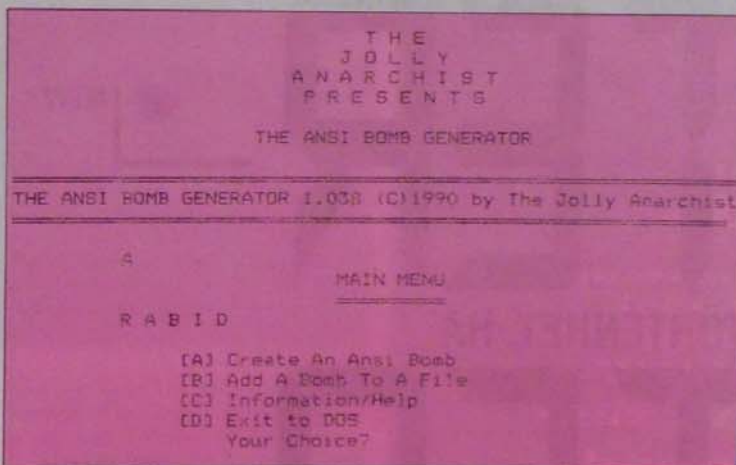 T H E
J O L L Y
A N A R C H I S T
P R E S E N T S
THE ANSI BOMB GENERATOR
THE ANSI BOMB GENERATOR 1.03B (C)1990 by The Jolly Anarchist
A
MAIN MENU
R A B I D
[A] Create An Ansi Bomb
[B] Add A Bomb To A File
[C] Information/Help
[D] Exit to DOS
Your Choice?